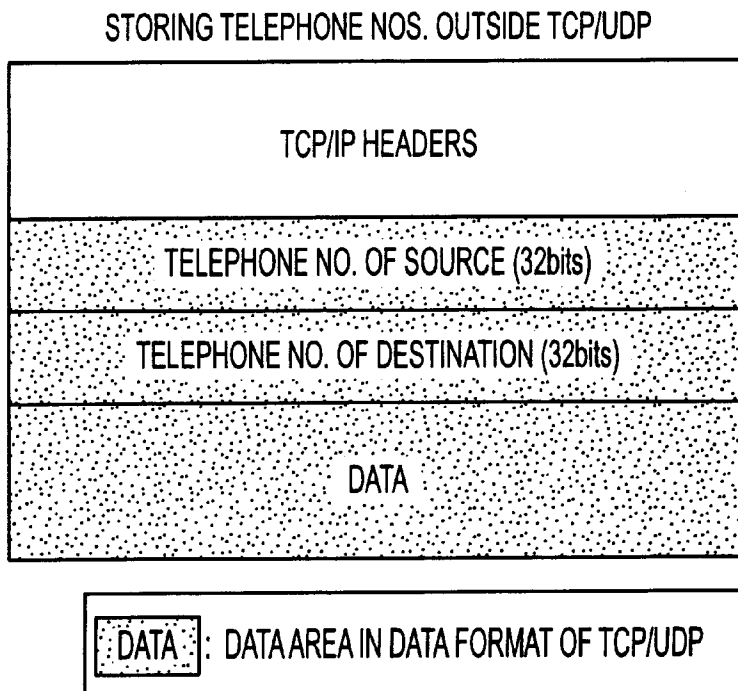 STORING TELEPHONE NOS. OUTSIDE TCP/UDP
TCP/IP HEADERS
TELEPHONE NO. OF SOURCE (32bits)
TELEPHONE NO. OF DESTINATION (32bits)
DATA
DATA : DATA AREA IN DATA FORMAT OF TCP/UDP